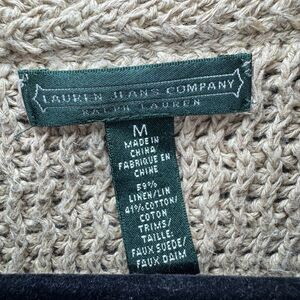 LAUREN JEANS COMPANY
RALPH LAUREN
M
MADE IN
CHINA
FABRIQUE EN
CHINE
59%
LINEN/LIN
41% COTTON/
COTON
TRIMS/
TAILLE:
FAUX SUEDE/
FAUX DAIM